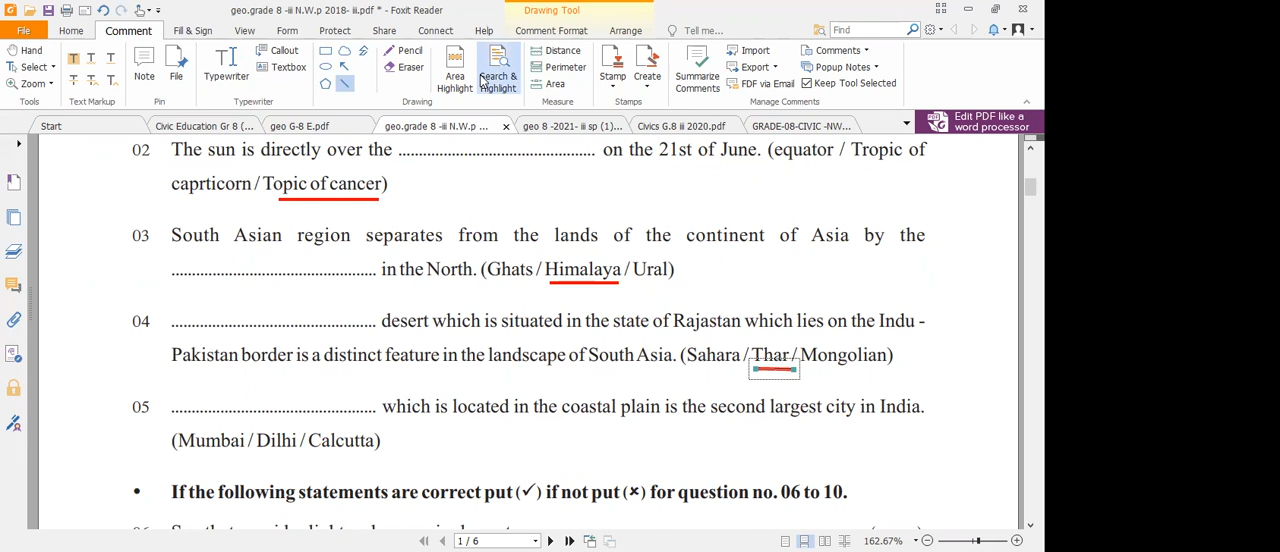 geo.grade 8 -iii N.W.p 2018- iii.pdf * - Foxit Reader
Drawing Tool
File Home Comment Fill & Sign View Form Protect Share Connect Help Comment Format Arrange Tell me... Find
Hand Callout Pencil Distance Import Comments
Select Textbox Eraser Perimeter Export Popup Notes
Zoom Note File Typewriter Area Highlight Search & Highlight Area Stamp Create Summarize Comments FDF via Email Keep Tool Selected
Tools Text Markup Pin Typewriter Drawing Measure Stamps Manage Comments
Start Civic Education Gr 8 (... geo G-8 E.pdf geo.grade 8 -iii N.W.p ... geo 8 -2021- ii sp (1)... Civics G.8 ii 2020.pdf GRADE-08-CIVIC -NW... Edit PDF like a word processor
02 The sun is directly over the ................................................ on the 21st of June. (equator / Tropic of
caprticorn / Topic of cancer)
03 South Asian region separates from the lands of the continent of Asia by the
.................................................. in the North. (Ghats / Himalaya / Ural)
04 .................................................. desert which is situated in the state of Rajastan which lies on the Indu -
Pakistan border is a distinct feature in the landscape of South Asia. (Sahara / Thar / Mongolian)
05 .................................................. which is located in the coastal plain is the second largest city in India.
(Mumbai / Dilhi / Calcutta)
• If the following statements are correct put (✓) if not put (×) for question no. 06 to 10.
1 / 6 162.67%